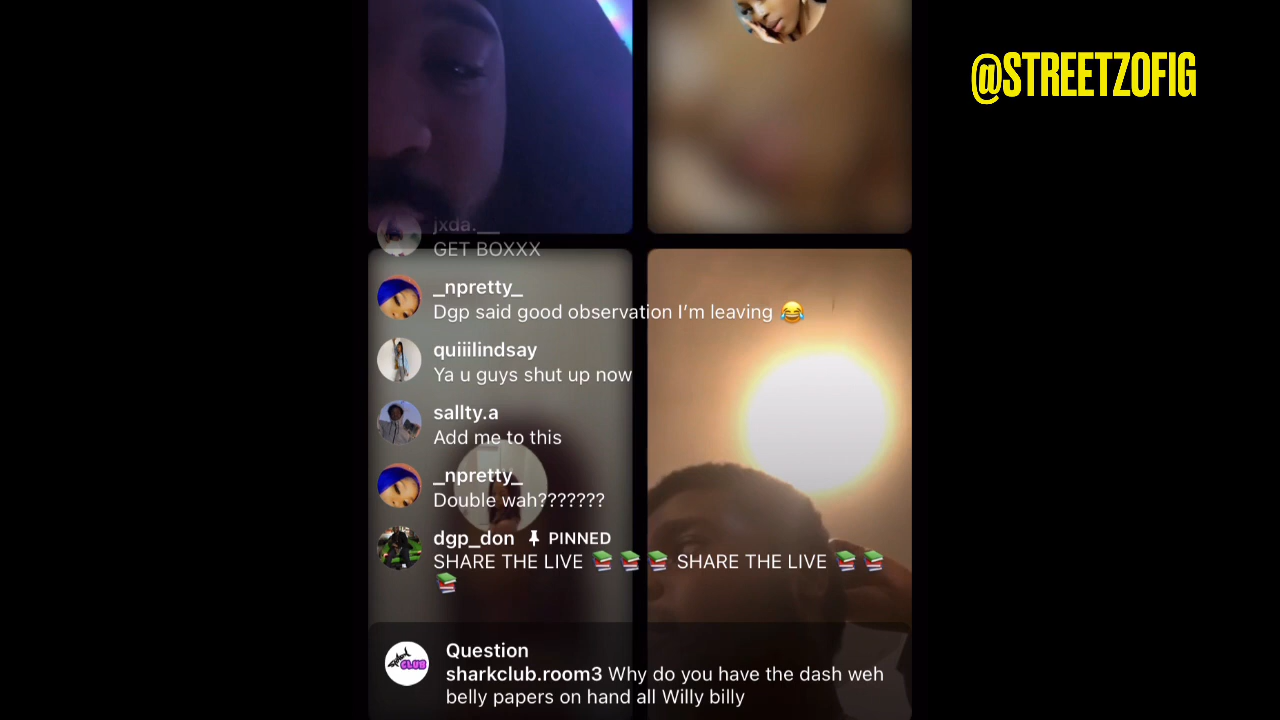 @STREETZOFIG
jxda.__
GET BOXXX
_npretty_
Dgp said good observation I’m leaving 😂
quiiilindsay
Ya u guys shut up now
sallty.a
Add me to this
_npretty_
Double wah???????
dgp_don PINNED
SHARE THE LIVE 📚 📚 📚 SHARE THE LIVE 📚 📚
📚
CLUB
Question
sharkclub.room3 Why do you have the dash weh
belly papers on hand all Willy billy